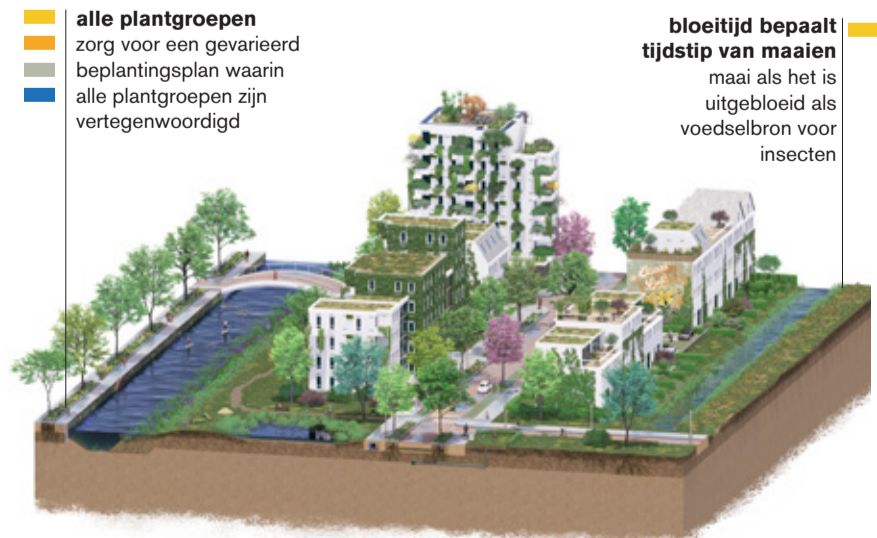 alle plantgroepen
zorg voor een gevarieerd
beplantingsplan waarin
alle plantgroepen zijn
vertegenwoordigd
bloeitijd bepaalt
tijdstip van maaien
maai als het is
uitgebloeid als
voedselbron voor
insecten